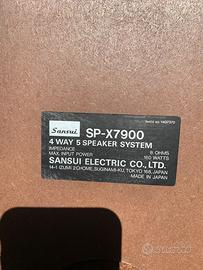 Sansui
SP-X7900
4 WAY 5 SPEAKER SYSTEM
IMPEDANCE 8 OHMS
MAX. INPUT POWER 160 WATTS
SANSUI ELECTRIC CO., LTD.
14-1 IZUMI 2CHOME, SUGINAMI-KU, TOKYO 168, JAPAN
MADE IN JAPAN
subito